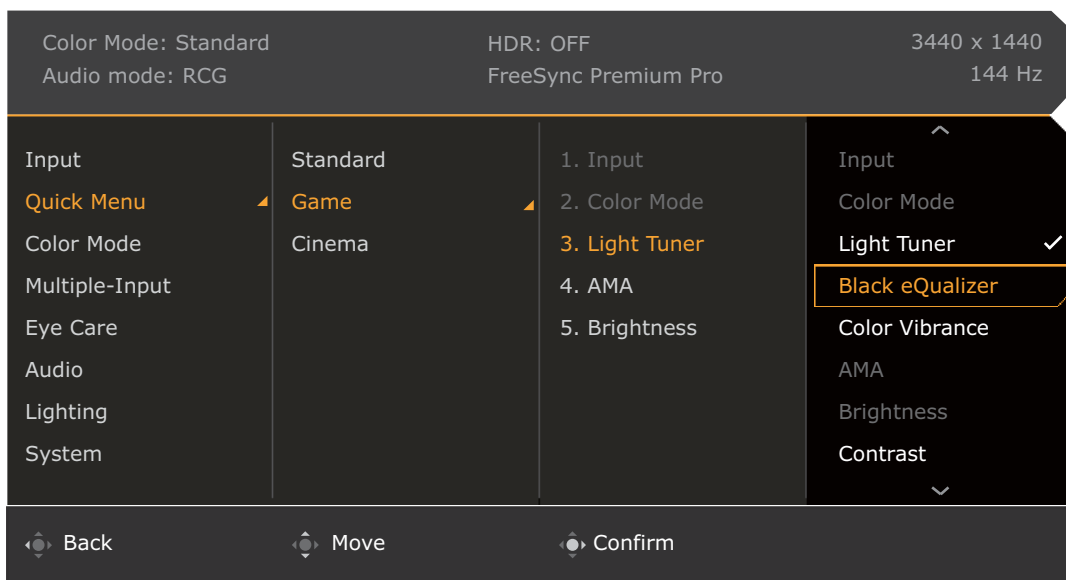 Color Mode: Standard
HDR: OFF
3440 x 1440
Audio mode: RCG
FreeSync Premium Pro
144 Hz
Input
Quick Menu
Color Mode
Multiple-Input
Eye Care
Audio
Lighting
System
Standard
Game
Cinema
1. Input
2. Color Mode
3. Light Tuner
4. AMA
5. Brightness
Input
Color Mode
Light Tuner
Black eQualizer
Color Vibrance
AMA
Brightness
Contrast
Back
Move
Confirm